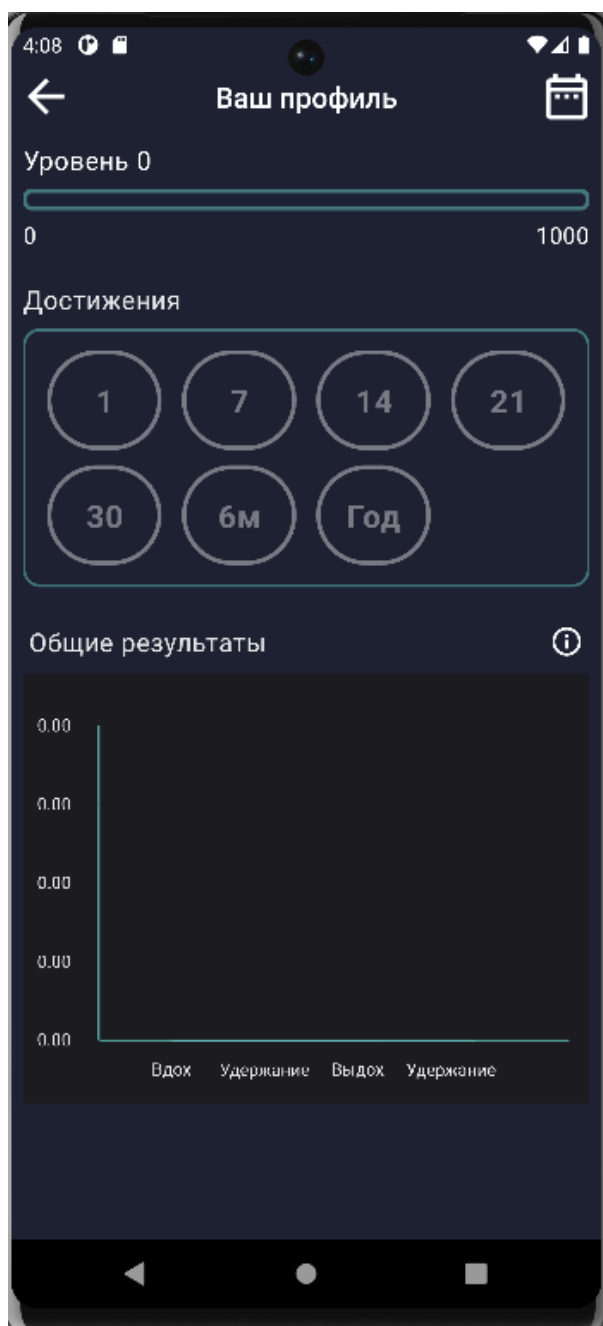 4:08
Ваш профиль
Уровень 0
0 1000
Достижения
1 7 14 21
30 6м Год
Общие результаты
0.00
0.00
0.00
0.00
0.00
Вдох Удержание Выдох Удержание